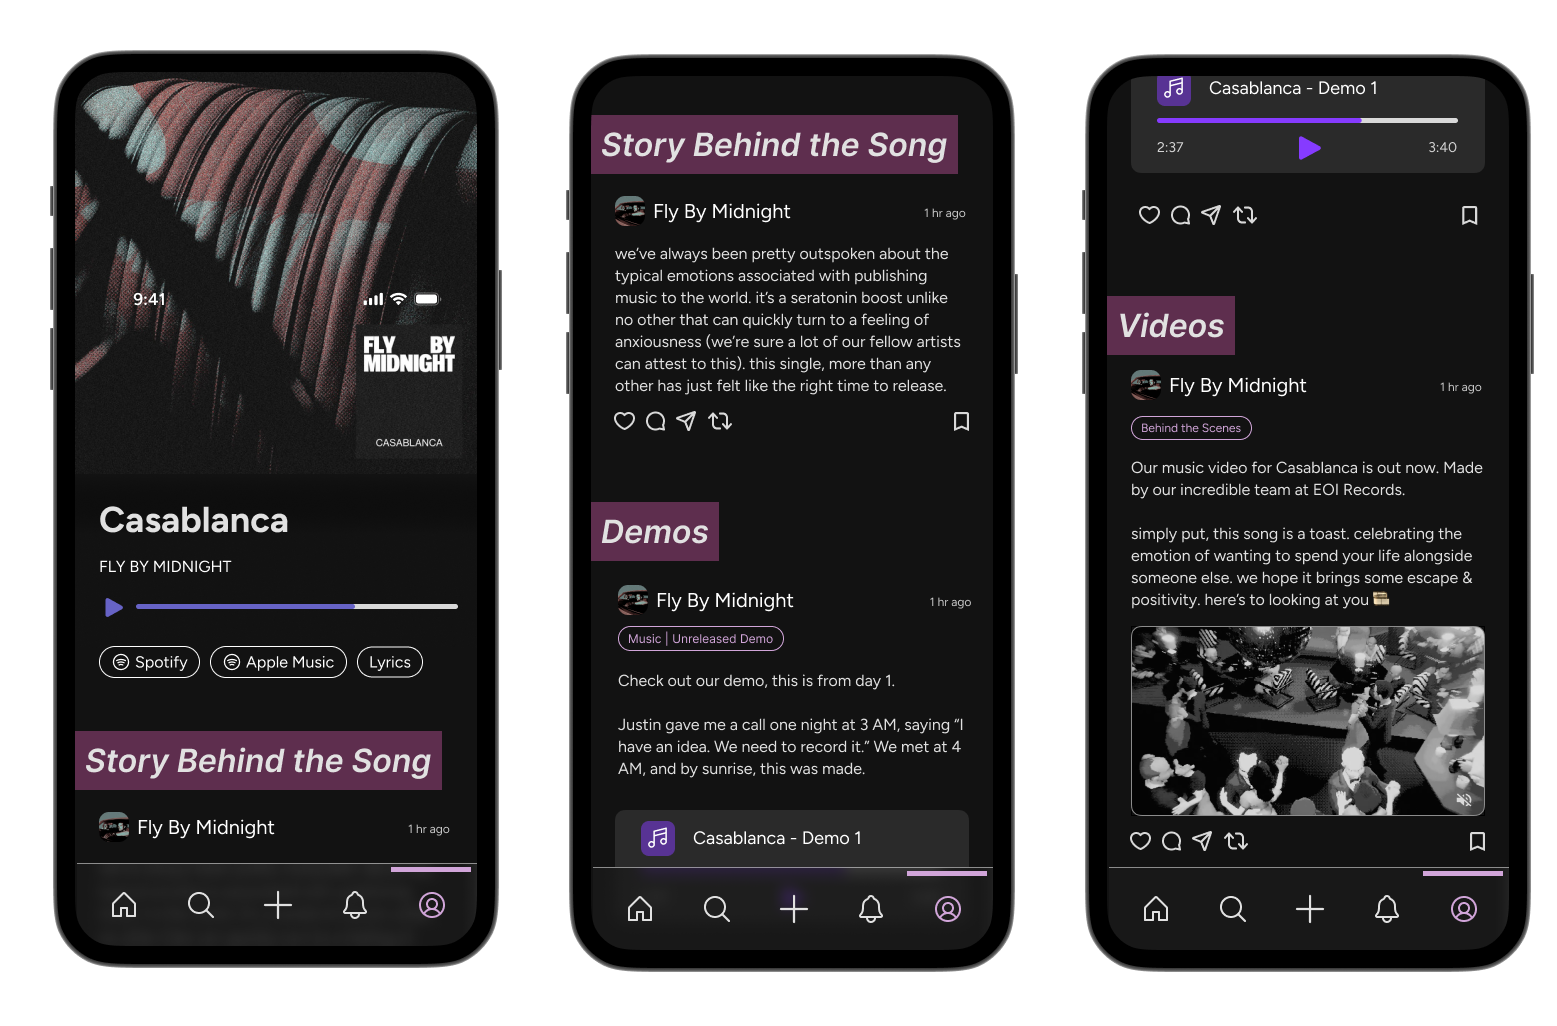 9:41
FLY BY
MIDNIGHT
CASABLANCA
Casablanca
FLY BY MIDNIGHT
Spotify
Apple Music
Lyrics
Story Behind the Song
Fly By Midnight
1 hr ago
Story Behind the Song
Fly By Midnight
1 hr ago
we’ve always been pretty outspoken about the
typical emotions associated with publishing
music to the world. it’s a seratonin boost unlike
no other that can quickly turn to a feeling of
anxiousness (we’re sure a lot of our fellow artists
can attest to this). this single, more than any
other has just felt like the right time to release.
Demos
Fly By Midnight
1 hr ago
Music | Unreleased Demo
Check out our demo, this is from day 1.
Justin gave me a call one night at 3 AM, saying “I
have an idea. We need to record it.” We met at 4
AM, and by sunrise, this was made.
Casablanca - Demo 1
Casablanca - Demo 1
2:37
3:40
Videos
Fly By Midnight
1 hr ago
Behind the Scenes
Our music video for Casablanca is out now. Made
by our incredible team at EOI Records.
simply put, this song is a toast. celebrating the
emotion of wanting to spend your life alongside
someone else. we hope it brings some escape &
positivity. here’s to looking at you